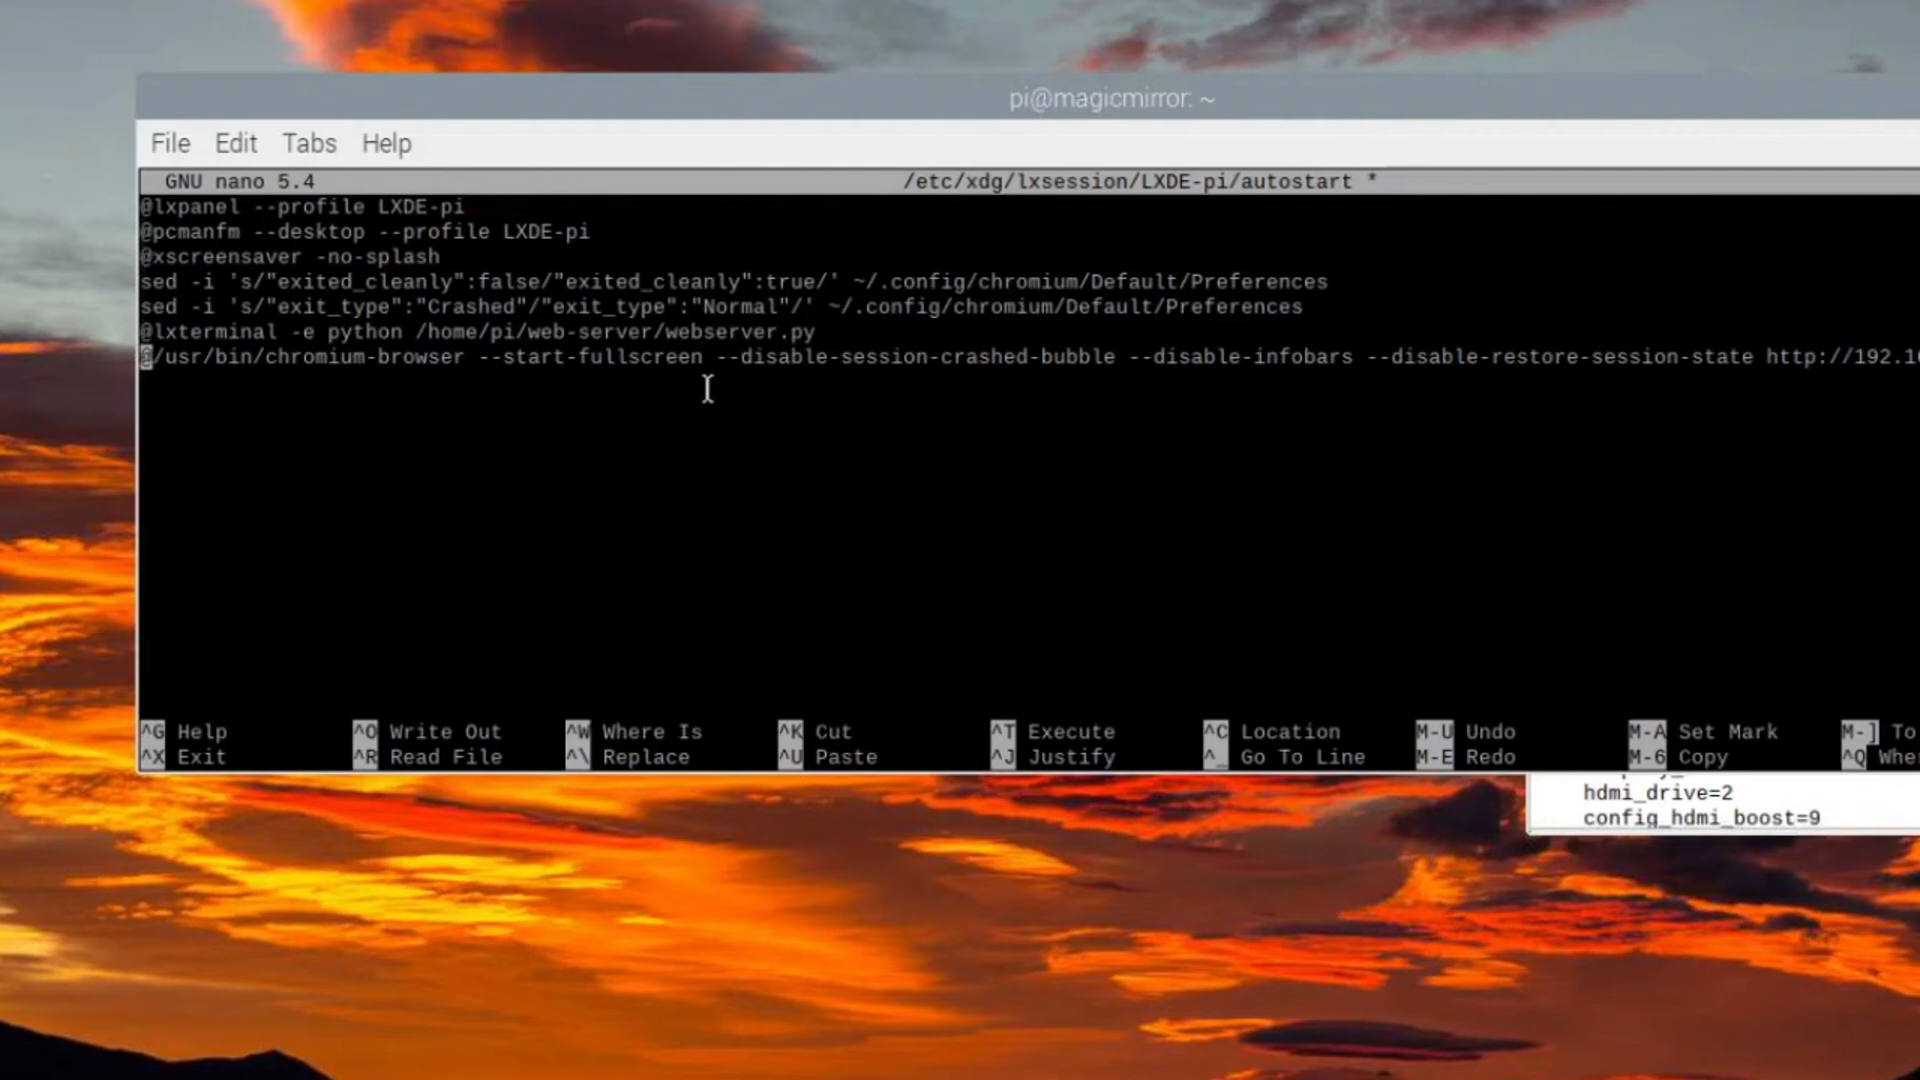 pi@magicmirror: ~
File Edit Tabs Help
GNU nano 5.4 /etc/xdg/lxsession/LXDE-pi/autostart *
@lxpanel --profile LXDE-pi
@pcmanfm --desktop --profile LXDE-pi
@xscreensaver -no-splash
sed -i 's/"exited_cleanly":false/"exited_cleanly":true/' ~/.config/chromium/Default/Preferences
sed -i 's/"exit_type":"Crashed"/"exit_type":"Normal"/' ~/.config/chromium/Default/Preferences
@lxterminal -e python /home/pi/web-server/webserver.py
@/usr/bin/chromium-browser --start-fullscreen --disable-session-crashed-bubble --disable-infobars --disable-restore-session-state http://192.1
^G Help ^O Write Out ^W Where Is ^K Cut ^T Execute ^C Location M-U Undo M-A Set Mark M-] To
^X Exit ^R Read File ^\ Replace ^U Paste ^J Justify ^_ Go To Line M-E Redo M-6 Copy ^Q Whe
hdmi_drive=2
config_hdmi_boost=9